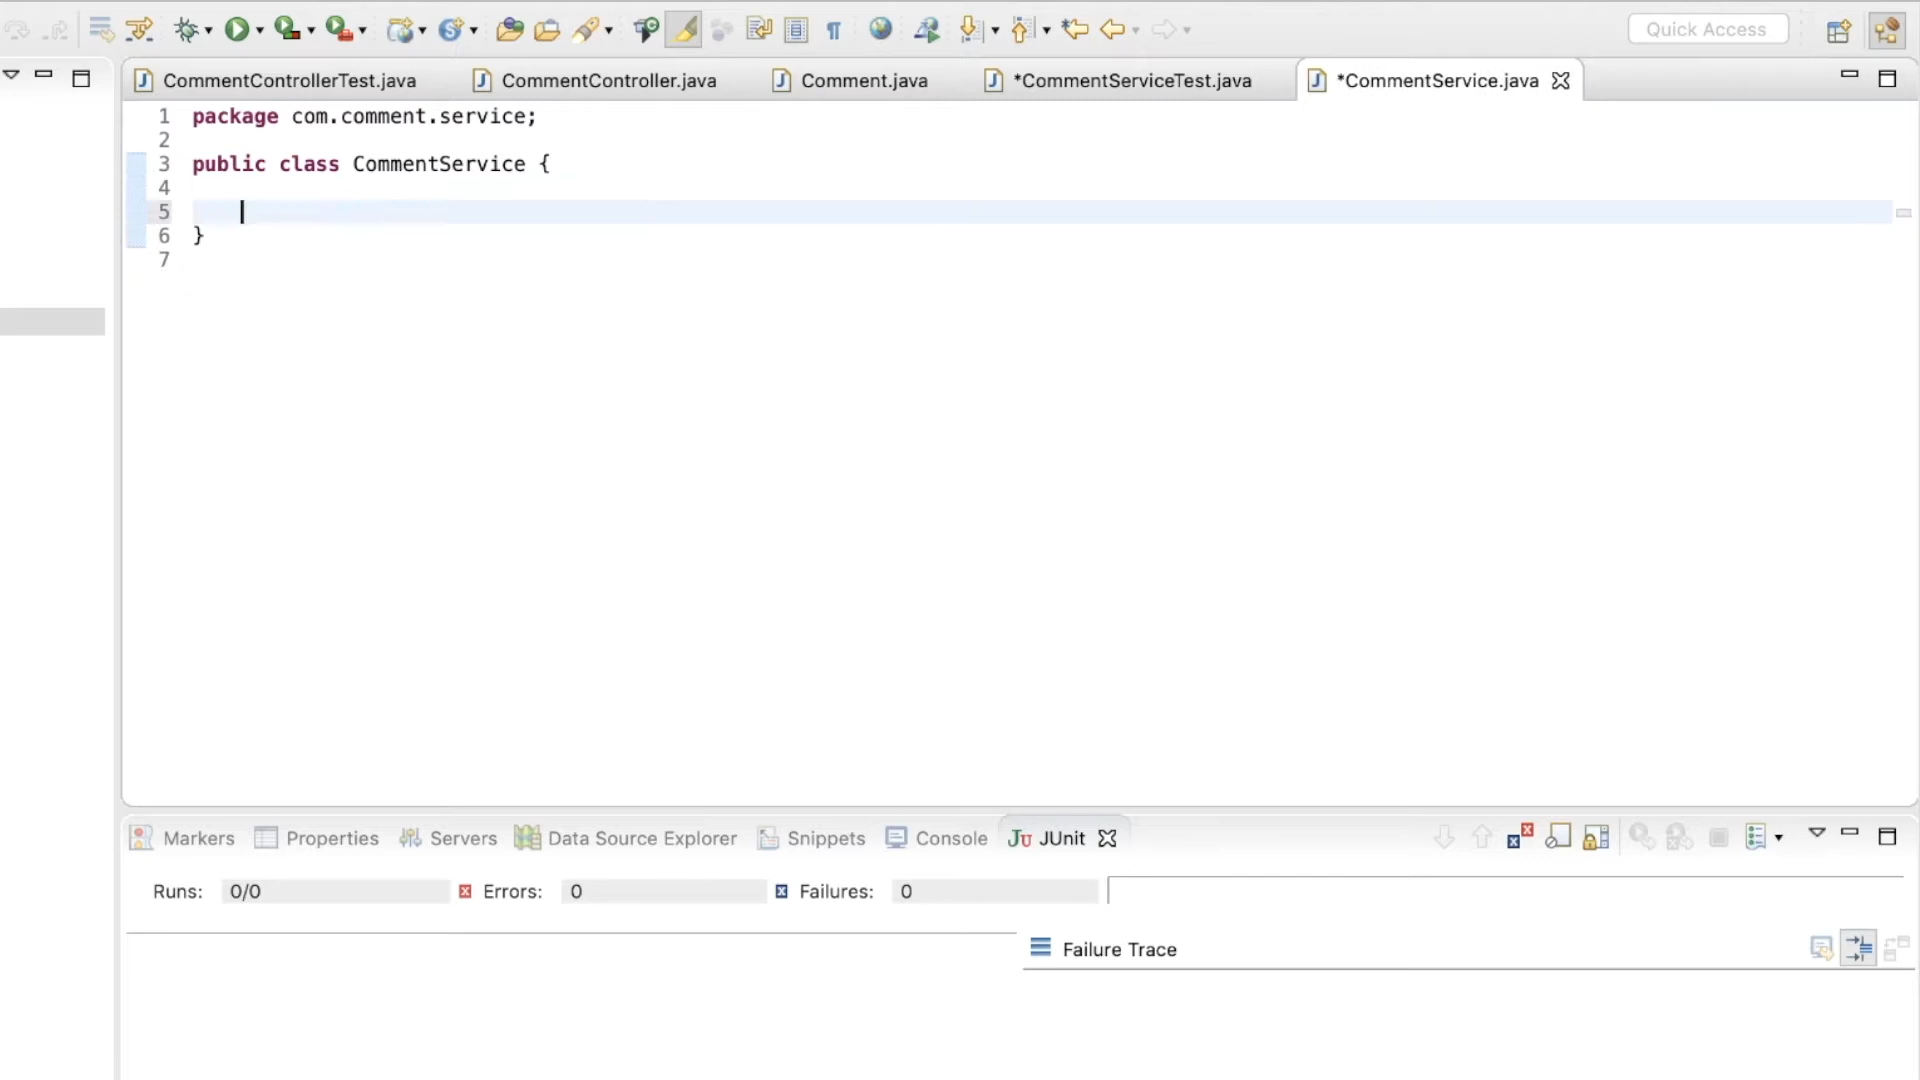 Quick Access
CommentControllerTest.java CommentController.java Comment.java *CommentServiceTest.java *CommentService.java
1 package com.comment.service;
2
3 public class CommentService {
4
5
6 }
7
Markers Properties Servers Data Source Explorer Snippets Console JUnit
Runs: 0/0 Errors: 0 Failures: 0
Failure Trace